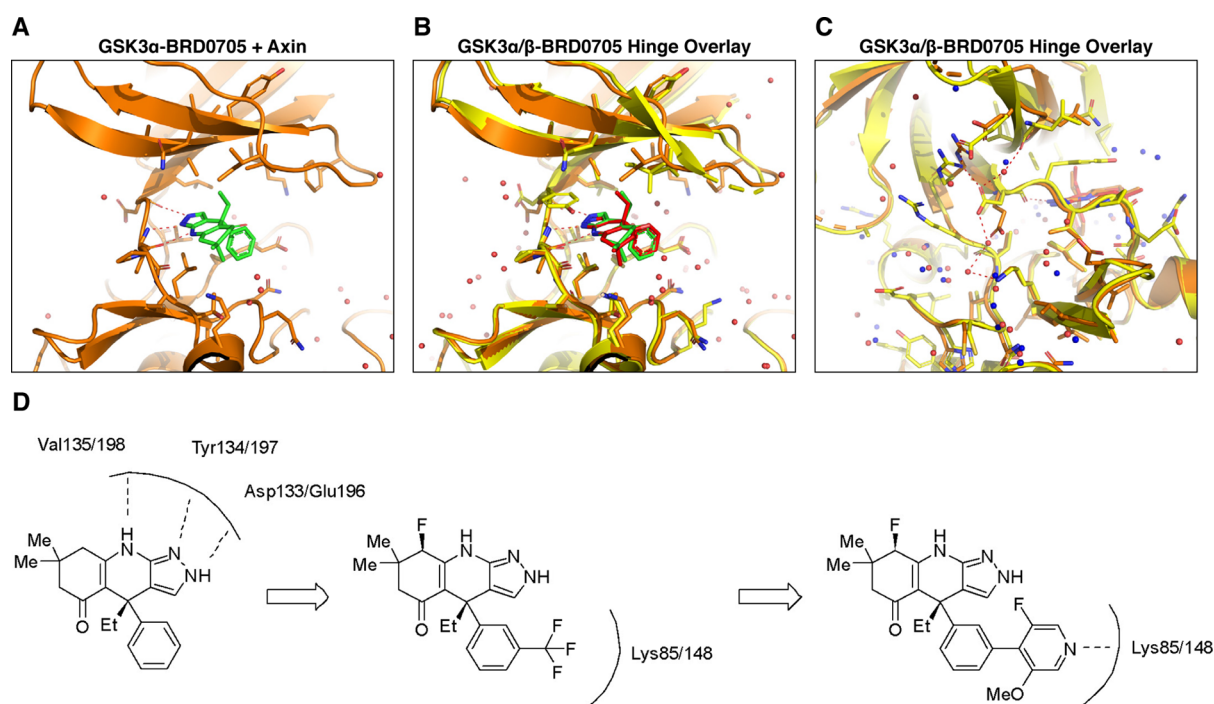 A
GSK3α-BRD0705 + Axin
B
GSK3α/β-BRD0705 Hinge Overlay
C
GSK3α/β-BRD0705 Hinge Overlay
D
Val135/198
Tyr134/197
Asp133/Glu196
H
N
N
NH
Me
Me
O
Et
F
H
N
N
NH
Me
Me
O
Et
F
F
F
Lys85/148
F
H
N
N
NH
Me
Me
O
Et
F
N
MeO
Lys85/148